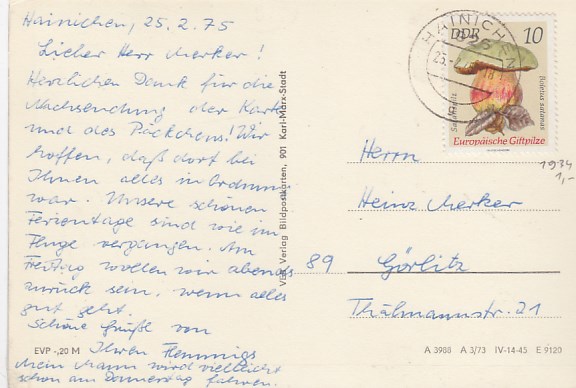 Hainichen, 25.2.75
Lieber Herr Merker!
Herzlichen Dank für die
Nachsendung der Karte
und des Päckchens! Wir
hoffen, daß dort bei
Ihnen alles in Ordnung
war. Unsere schönen
Ferientage sind wie im
Fluge vergangen. Am
Freitag wollen wir abends
zurück sein, wenn alles
gut geht.
Schöne Grüße von
Ihren Flemmigs
Mein Mann wird vielleicht
schon am Donnerstag fahren.
EVP -,20 M
VEB Verlag Bildpostkarten, 901 Karl-Marx-Stadt
HAINICHEN
DDR 10
Satanspilz
Boletus satanas
Europäische Giftpilze
Herrn
1934
1,-
Heinz Merker
89 Görlitz
Thälmannstr. 21
A 3988 A 3/73 IV-14-45 E 9120